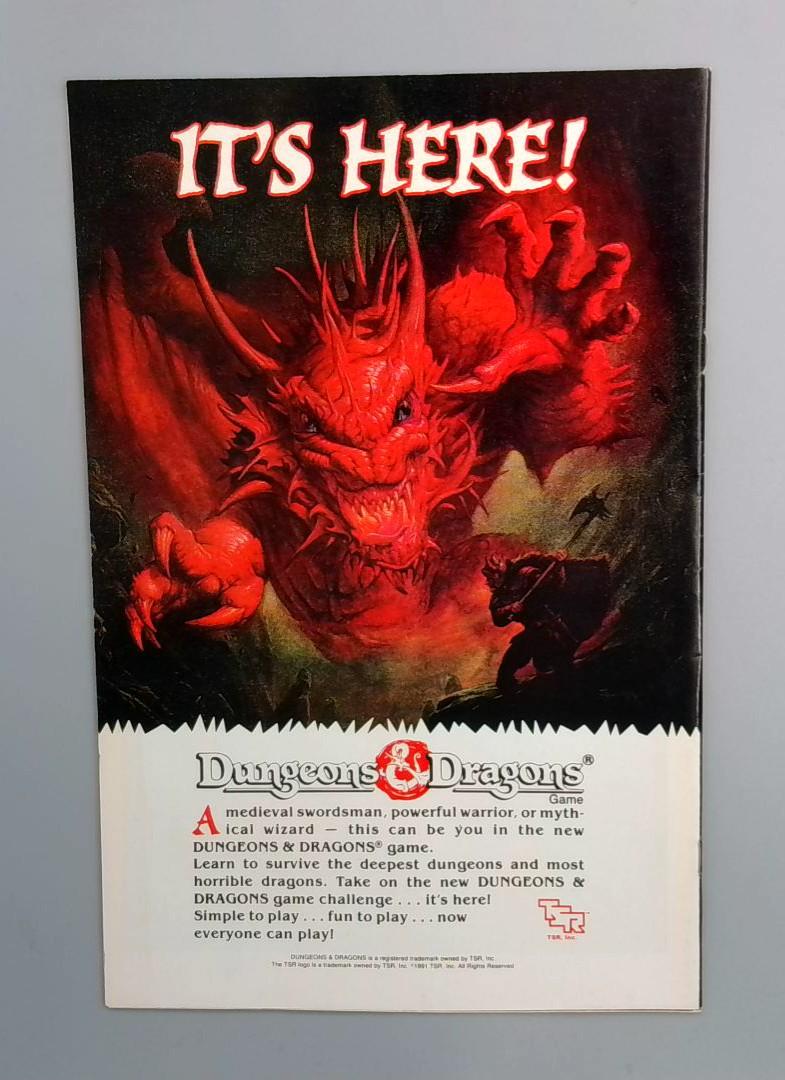 IT'S HERE!
Dungeons & Dragons®
Game
A medieval swordsman, powerful warrior, or myth-
ical wizard — this can be you in the new
DUNGEONS & DRAGONS® game.
Learn to survive the deepest dungeons and most
horrible dragons. Take on the new DUNGEONS &
DRAGONS game challenge . . . it's here!
Simple to play . . . fun to play . . . now
everyone can play!
TSR™
TSR, Inc.
DUNGEONS & DRAGONS is a registered trademark owned by TSR, Inc.
The TSR logo is a trademark owned by TSR, Inc. ©1991 TSR, Inc. All Rights Reserved